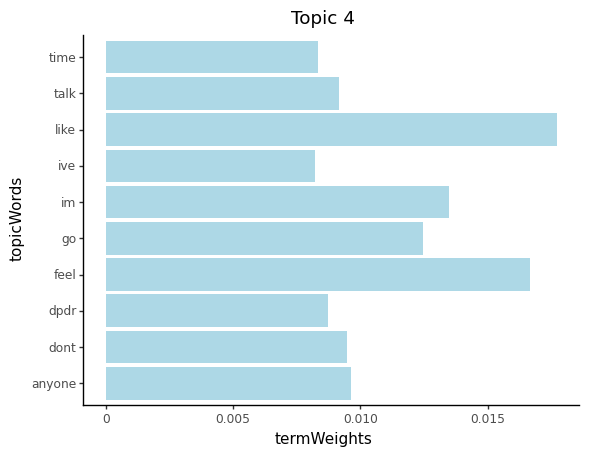 Topic 4
time
talk
like
ive
im
go
feel
dpdr
dont
anyone
topicWords
0 0.005 0.010 0.015
termWeights